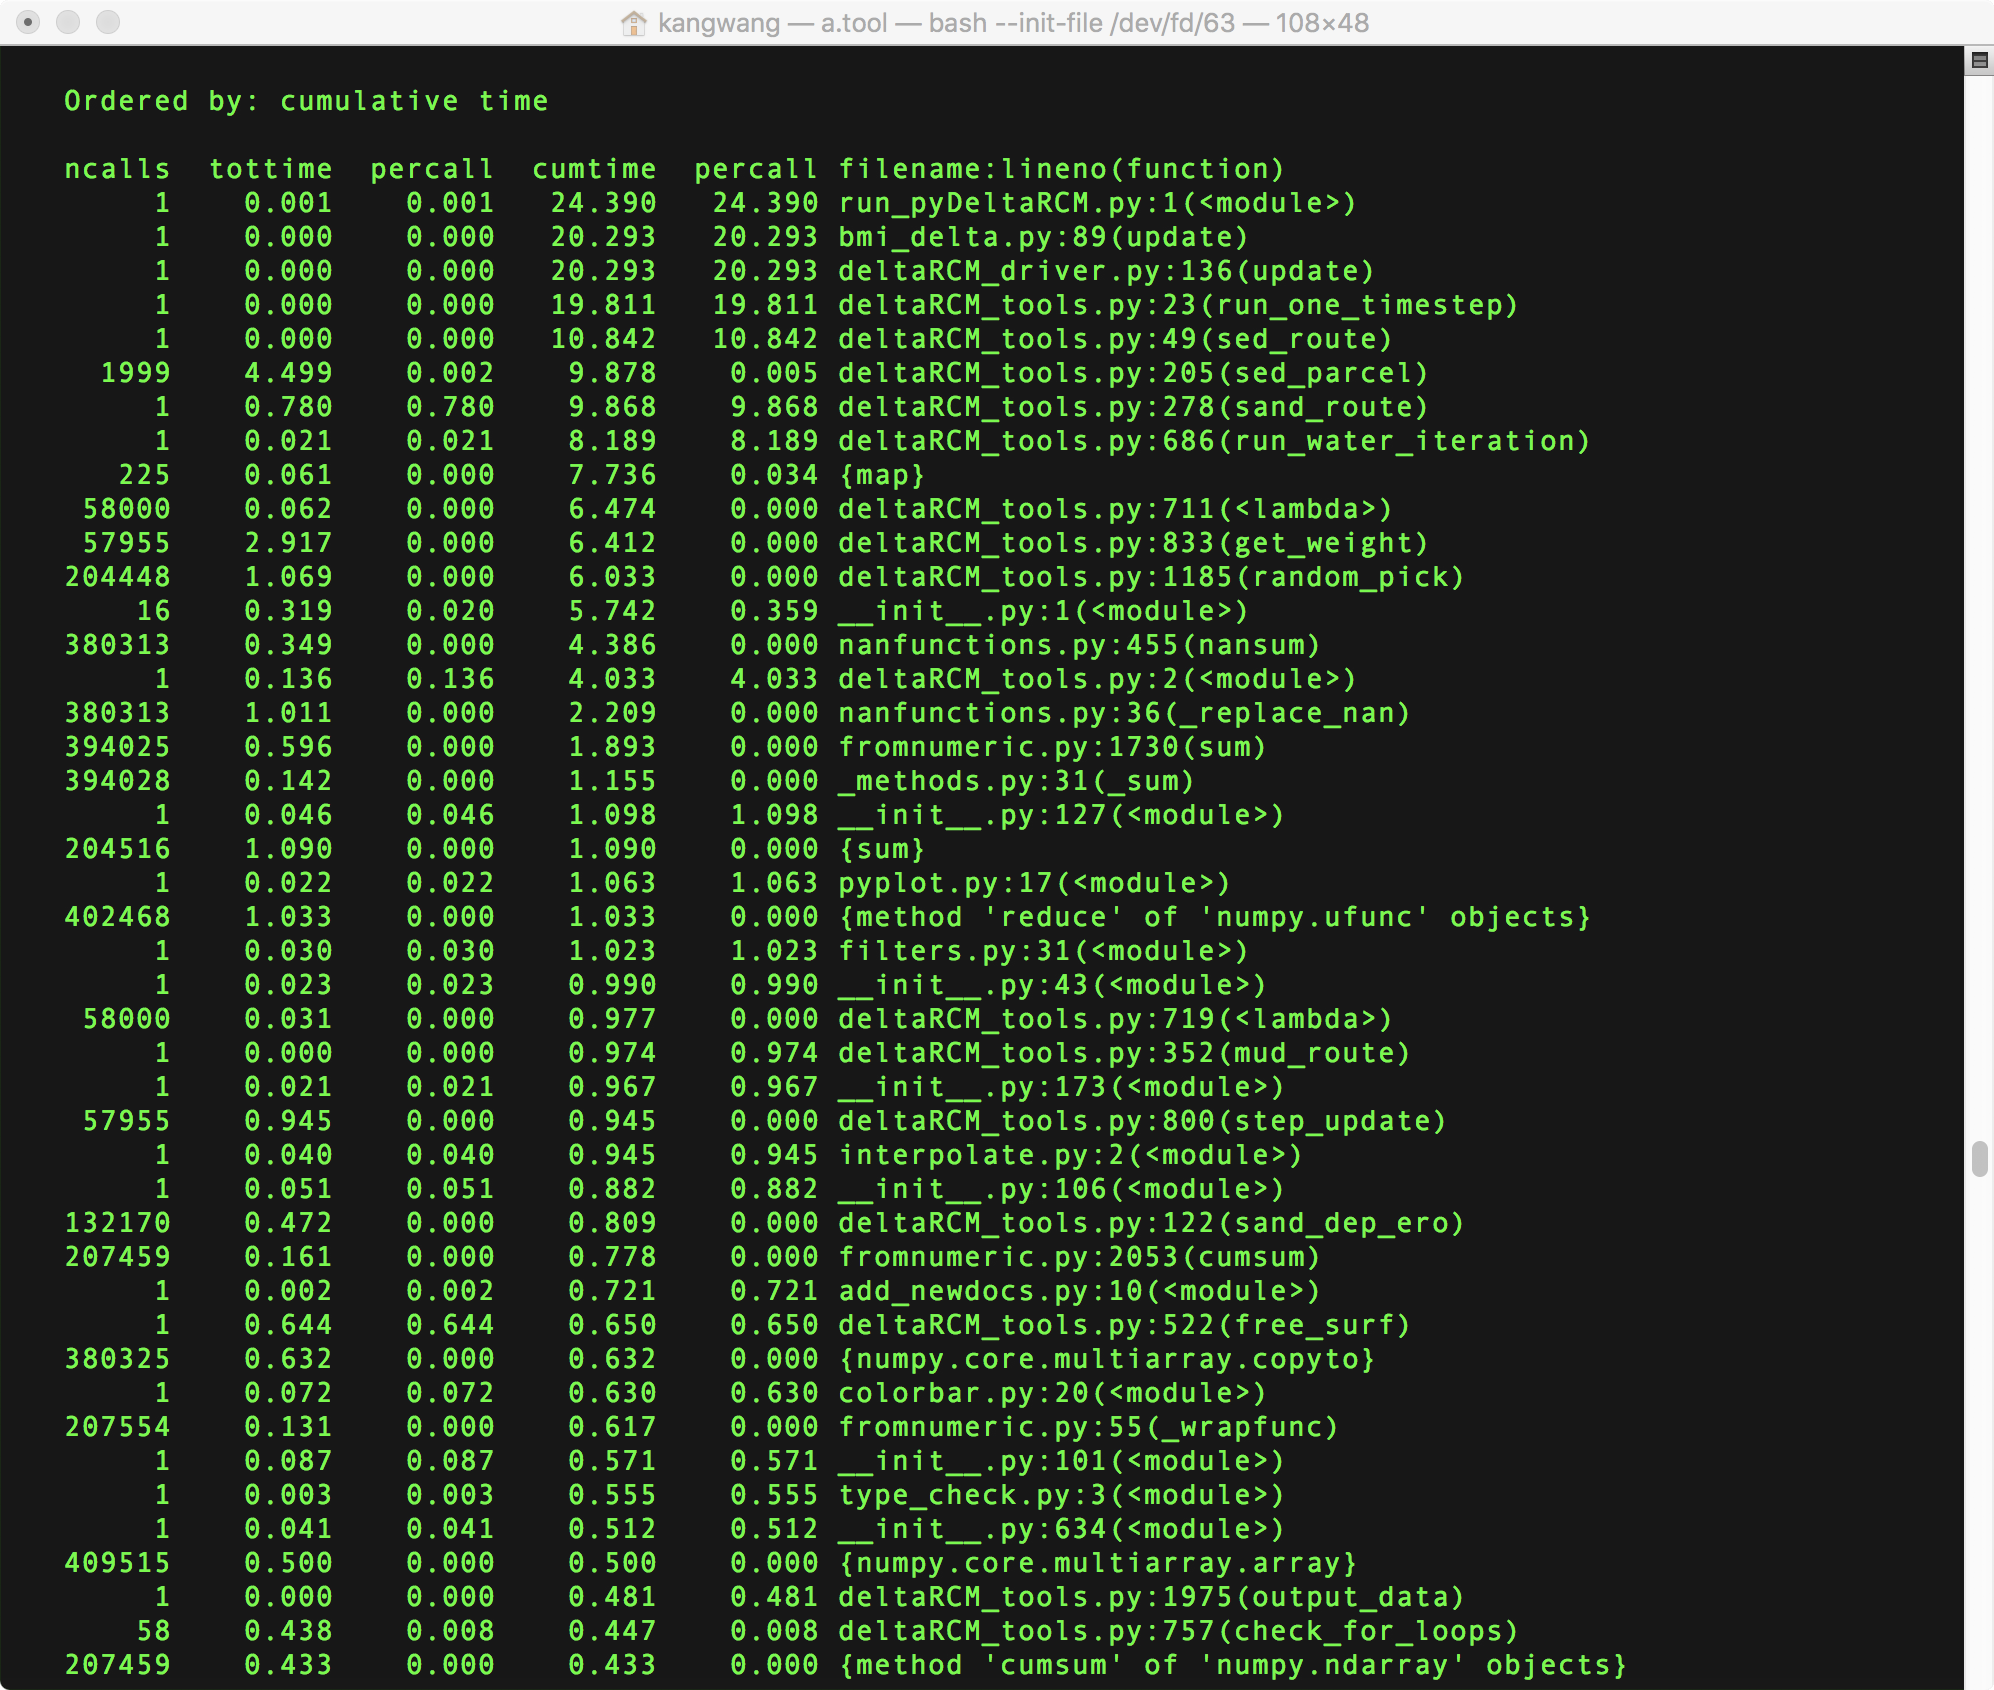 kangwang — a.tool — bash --init-file /dev/fd/63 — 108×48
Ordered by: cumulative time
ncalls tottime percall cumtime percall filename:lineno(function)
1 0.001 0.001 24.390 24.390 run_pyDeltaRCM.py:1(<module>)
1 0.000 0.000 20.293 20.293 bmi_delta.py:89(update)
1 0.000 0.000 20.293 20.293 deltaRCM_driver.py:136(update)
1 0.000 0.000 19.811 19.811 deltaRCM_tools.py:23(run_one_timestep)
1 0.000 0.000 10.842 10.842 deltaRCM_tools.py:49(sed_route)
1999 4.499 0.002 9.878 0.005 deltaRCM_tools.py:205(sed_parcel)
1 0.780 0.780 9.868 9.868 deltaRCM_tools.py:278(sand_route)
1 0.021 0.021 8.189 8.189 deltaRCM_tools.py:686(run_water_iteration)
225 0.061 0.000 7.736 0.034 {map}
58000 0.062 0.000 6.474 0.000 deltaRCM_tools.py:711(<lambda>)
57955 2.917 0.000 6.412 0.000 deltaRCM_tools.py:833(get_weight)
204448 1.069 0.000 6.033 0.000 deltaRCM_tools.py:1185(random_pick)
16 0.319 0.020 5.742 0.359 __init__.py:1(<module>)
380313 0.349 0.000 4.386 0.000 nanfunctions.py:455(nansum)
1 0.136 0.136 4.033 4.033 deltaRCM_tools.py:2(<module>)
380313 1.011 0.000 2.209 0.000 nanfunctions.py:36(_replace_nan)
394025 0.596 0.000 1.893 0.000 fromnumeric.py:1730(sum)
394028 0.142 0.000 1.155 0.000 _methods.py:31(_sum)
1 0.046 0.046 1.098 1.098 __init__.py:127(<module>)
204516 1.090 0.000 1.090 0.000 {sum}
1 0.022 0.022 1.063 1.063 pyplot.py:17(<module>)
402468 1.033 0.000 1.033 0.000 {method 'reduce' of 'numpy.ufunc' objects}
1 0.030 0.030 1.023 1.023 filters.py:31(<module>)
1 0.023 0.023 0.990 0.990 __init__.py:43(<module>)
58000 0.031 0.000 0.977 0.000 deltaRCM_tools.py:719(<lambda>)
1 0.000 0.000 0.974 0.974 deltaRCM_tools.py:352(mud_route)
1 0.021 0.021 0.967 0.967 __init__.py:173(<module>)
57955 0.945 0.000 0.945 0.000 deltaRCM_tools.py:800(step_update)
1 0.040 0.040 0.945 0.945 interpolate.py:2(<module>)
1 0.051 0.051 0.882 0.882 __init__.py:106(<module>)
132170 0.472 0.000 0.809 0.000 deltaRCM_tools.py:122(sand_dep_ero)
207459 0.161 0.000 0.778 0.000 fromnumeric.py:2053(cumsum)
1 0.002 0.002 0.721 0.721 add_newdocs.py:10(<module>)
1 0.644 0.644 0.650 0.650 deltaRCM_tools.py:522(free_surf)
380325 0.632 0.000 0.632 0.000 {numpy.core.multiarray.copyto}
1 0.072 0.072 0.630 0.630 colorbar.py:20(<module>)
207554 0.131 0.000 0.617 0.000 fromnumeric.py:55(_wrapfunc)
1 0.087 0.087 0.571 0.571 __init__.py:101(<module>)
1 0.003 0.003 0.555 0.555 type_check.py:3(<module>)
1 0.041 0.041 0.512 0.512 __init__.py:634(<module>)
409515 0.500 0.000 0.500 0.000 {numpy.core.multiarray.array}
1 0.000 0.000 0.481 0.481 deltaRCM_tools.py:1975(output_data)
58 0.438 0.008 0.447 0.008 deltaRCM_tools.py:757(check_for_loops)
207459 0.433 0.000 0.433 0.000 {method 'cumsum' of 'numpy.ndarray' objects}